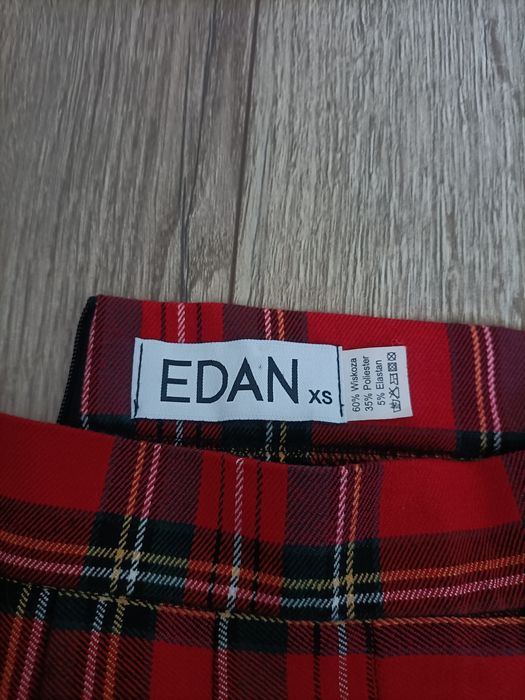 EDAN XS
60% Wiskoza
35% Poliester
5% Elastan